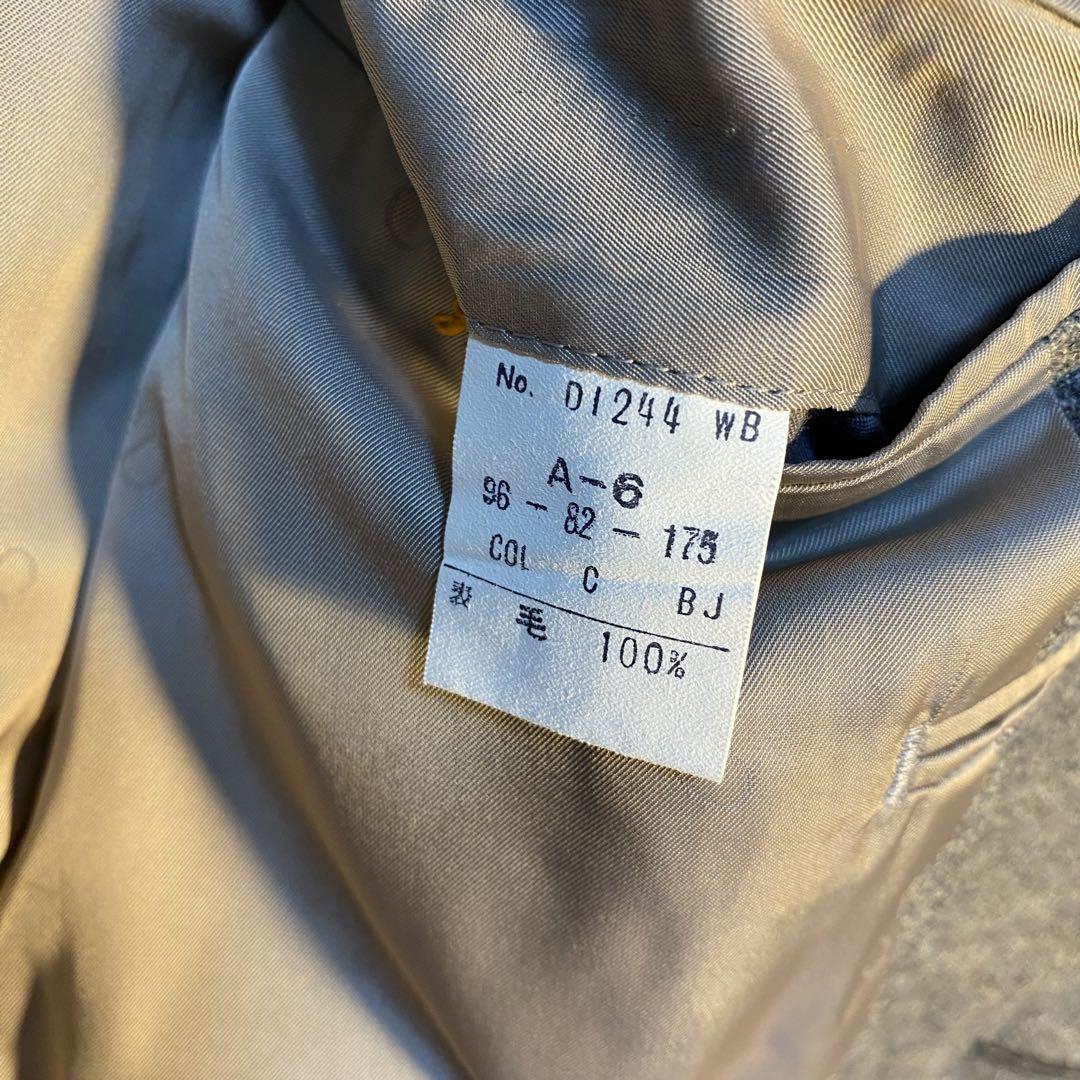 No. D1244 WB
A-6
96 - 82 - 175
COL C BJ
表 毛 100%